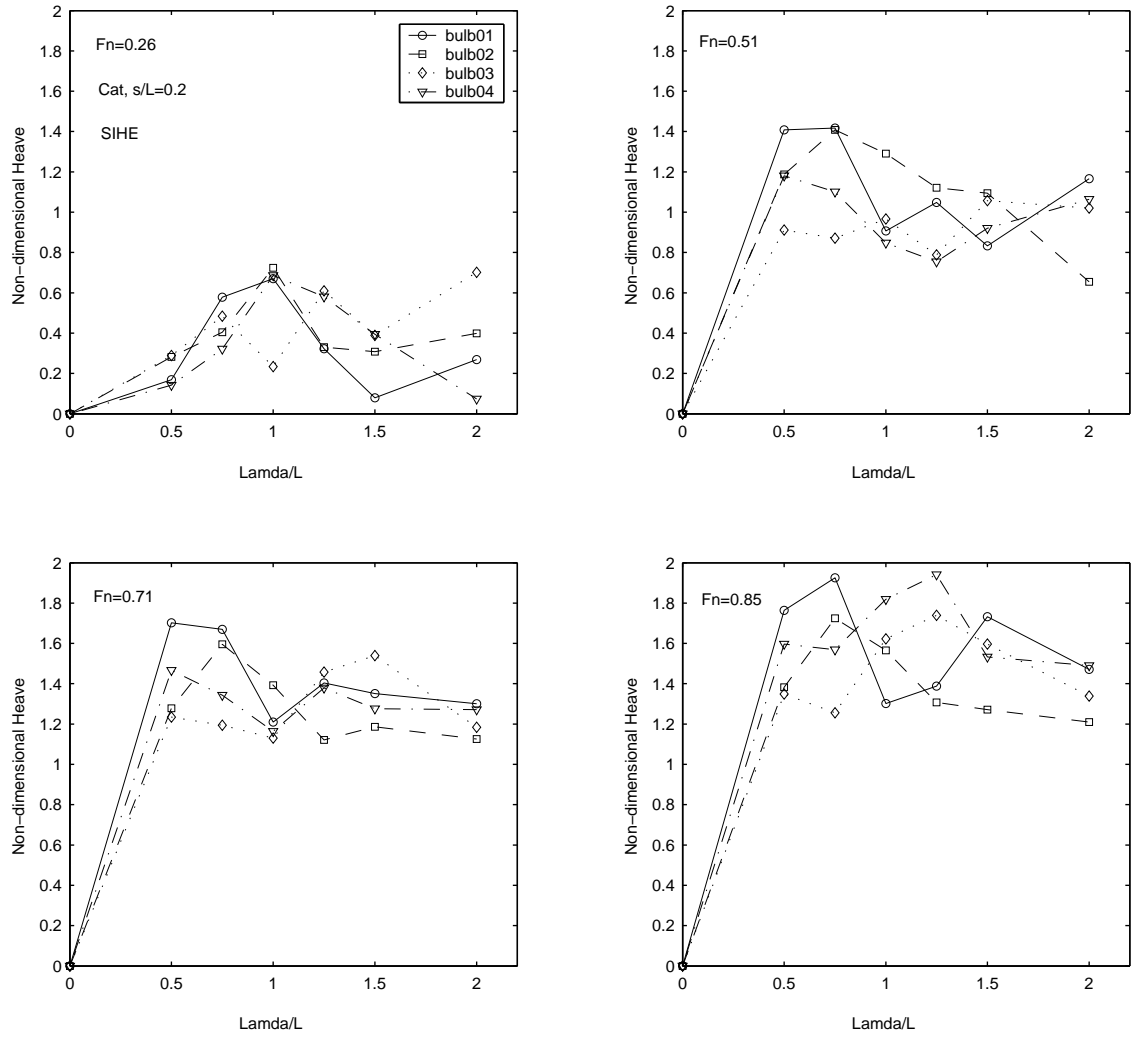 2
1.8
1.6
1.4
1.2
1
0.8
0.6
0.4
0.2
0
Non−dimensional Heave
Fn=0.26
Cat, s/L=0.2
SIHE
bulb01
bulb02
bulb03
bulb04
0 0.5 1 1.5 2
Lamda/L
2
1.8
1.6
1.4
1.2
1
0.8
0.6
0.4
0.2
0
Non−dimensional Heave
Fn=0.51
0 0.5 1 1.5 2
Lamda/L
2
1.8
1.6
1.4
1.2
1
0.8
0.6
0.4
0.2
0
Non−dimensional Heave
Fn=0.71
0 0.5 1 1.5 2
Lamda/L
2
1.8
1.6
1.4
1.2
1
0.8
0.6
0.4
0.2
0
Non−dimensional Heave
Fn=0.85
0 0.5 1 1.5 2
Lamda/L